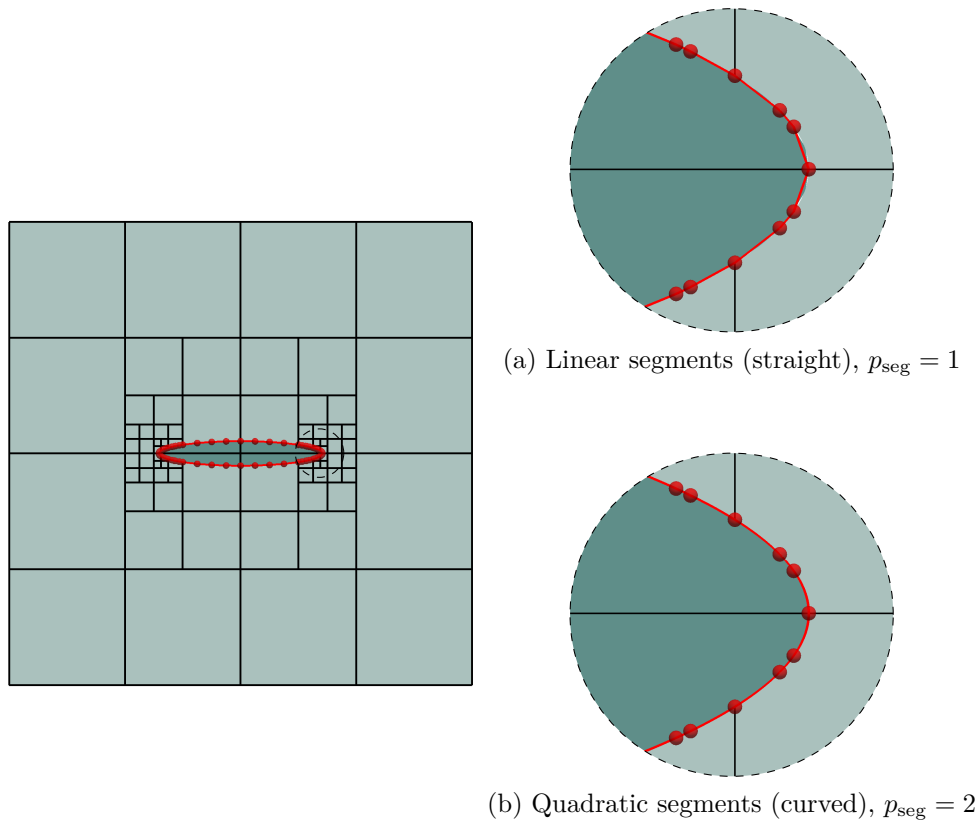 (a) Linear segments (straight), p_seg = 1
(b) Quadratic segments (curved), p_seg = 2